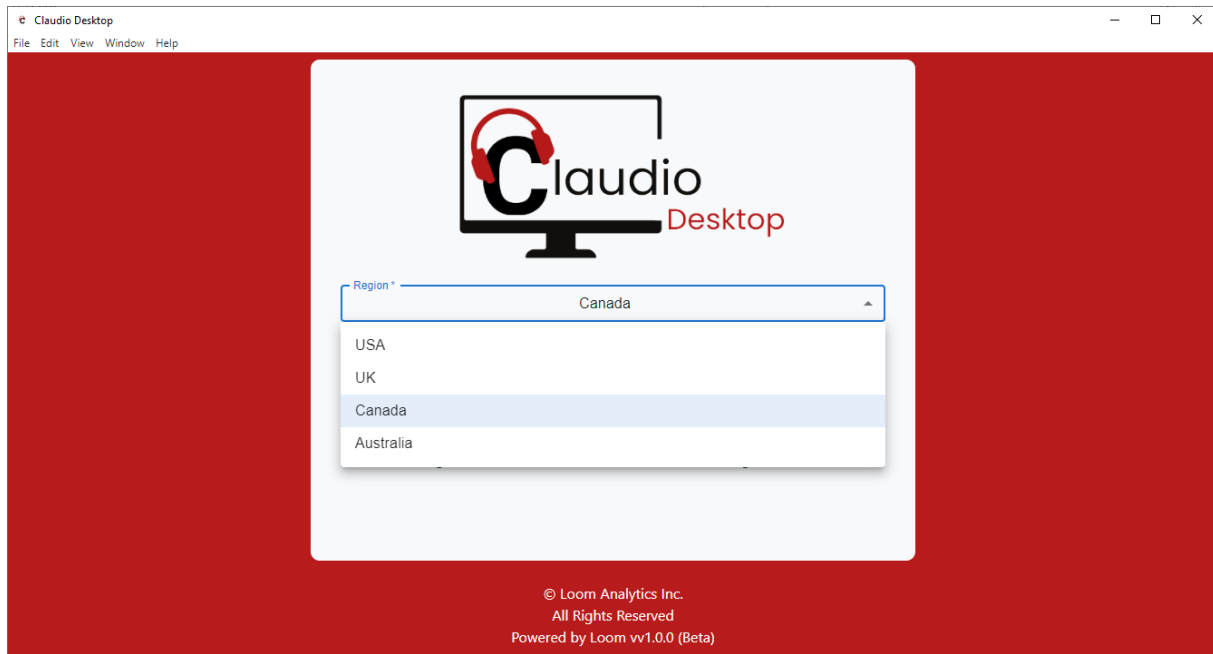 Claudio Desktop
File Edit View Window Help
Claudio
Desktop
Region *
Canada
USA
UK
Canada
Australia
© Loom Analytics Inc.
All Rights Reserved
Powered by Loom vv1.0.0 (Beta)